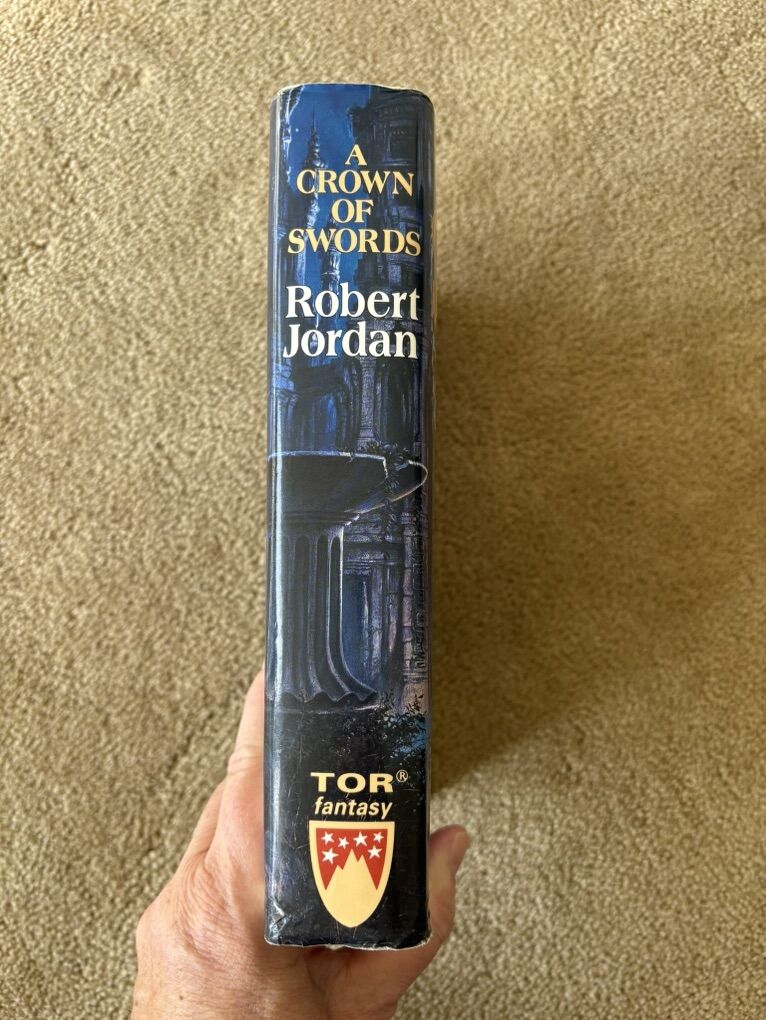 A
CROWN
OF
SWORDS
Robert
Jordan
TOR®
fantasy